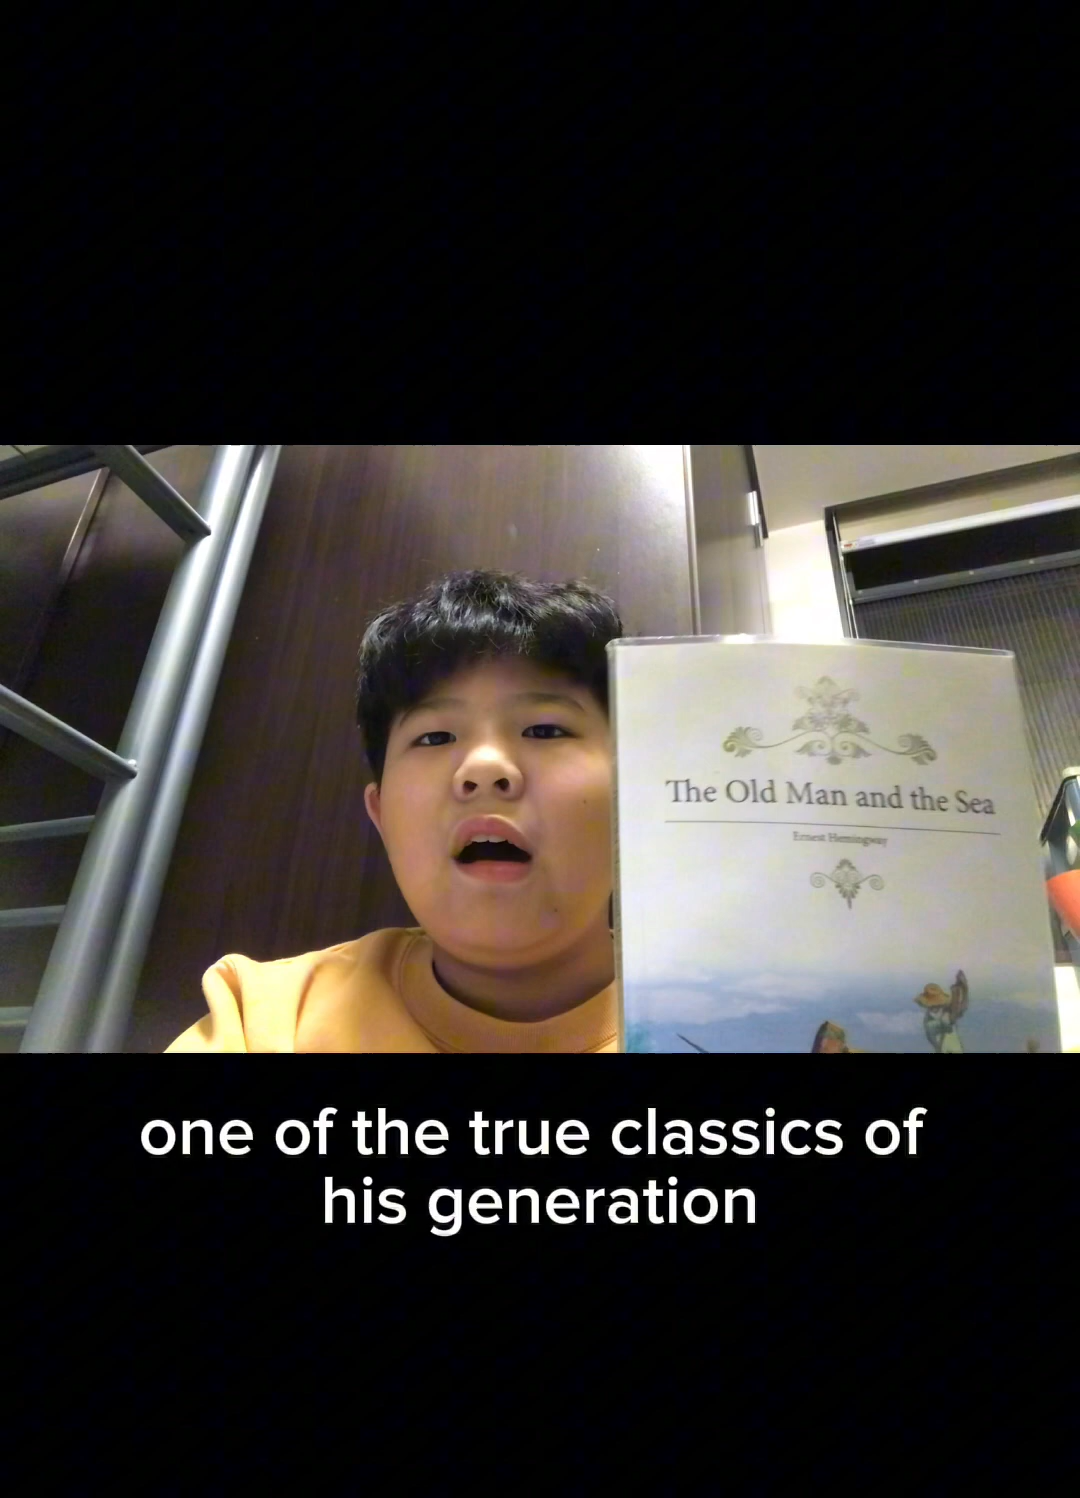 The Old Man and the Sea
Ernest Hemingway
one of the true classics of
his generation